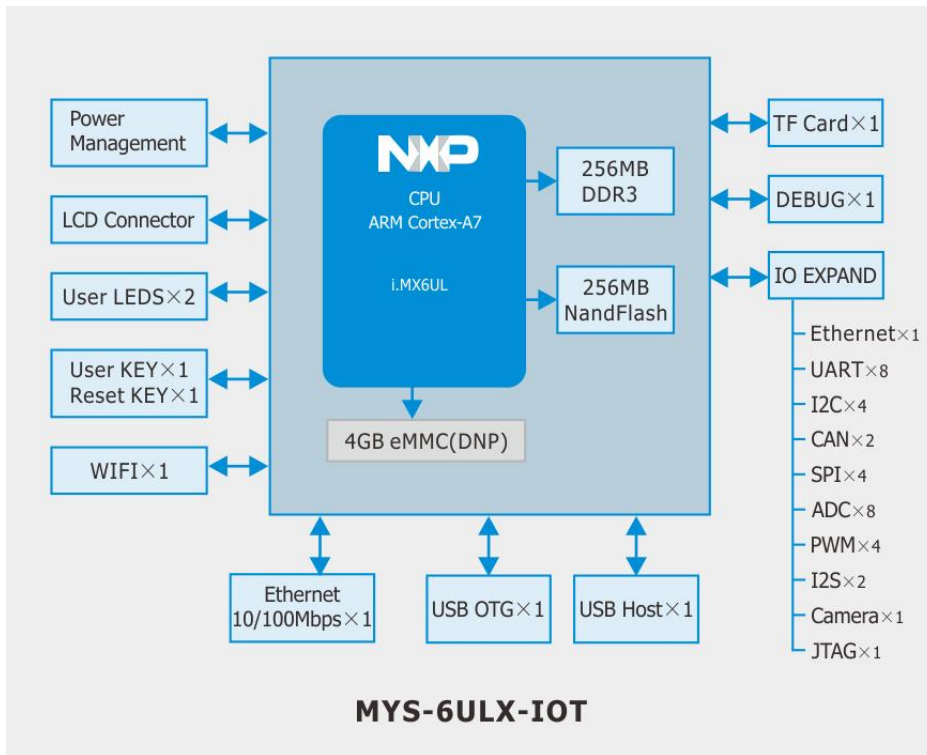 Power
Management
LCD Connector
User LEDS×2
User KEY×1
Reset KEY×1
WIFI×1
NXP
CPU
ARM Cortex-A7
i.MX6UL
256MB
DDR3
256MB
NandFlash
4GB eMMC(DNP)
TF Card×1
DEBUG×1
IO EXPAND
Ethernet×1
UART×8
I2C×4
CAN×2
SPI×4
ADC×8
PWM×4
I2S×2
Camera×1
JTAG×1
Ethernet
10/100Mbps×1
USB OTG×1
USB Host×1
MYS-6ULX-IOT